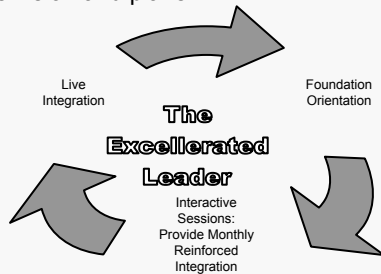 Live
Integration
Foundation
Orientation
The
Excellerated
Leader
Interactive
Sessions:
Provide Monthly
Reinforced
Integration